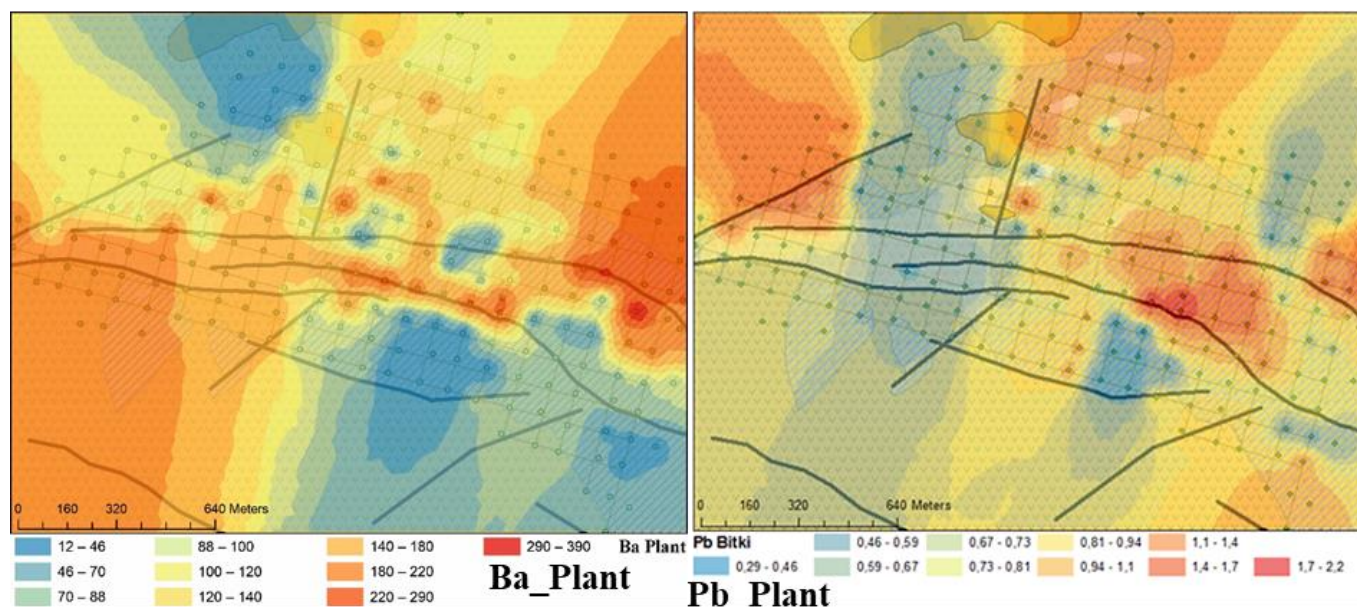 0 160 320 640 Meters
0 160 320 640 Meters
12 – 46 88 – 100 140 – 180 290 – 390 Ba Plant
46 – 70 100 – 120 180 – 220
70 – 88 120 – 140 220 – 290
Ba_Plant
Pb Bitki 0,46 - 0,59 0,67 - 0,73 0,81 - 0,94 1,1 - 1,4
0,29 - 0,46 0,59 - 0,67 0,73 - 0,81 0,94 - 1,1 1,4 - 1,7 1,7 - 2,2
Pb_Plant